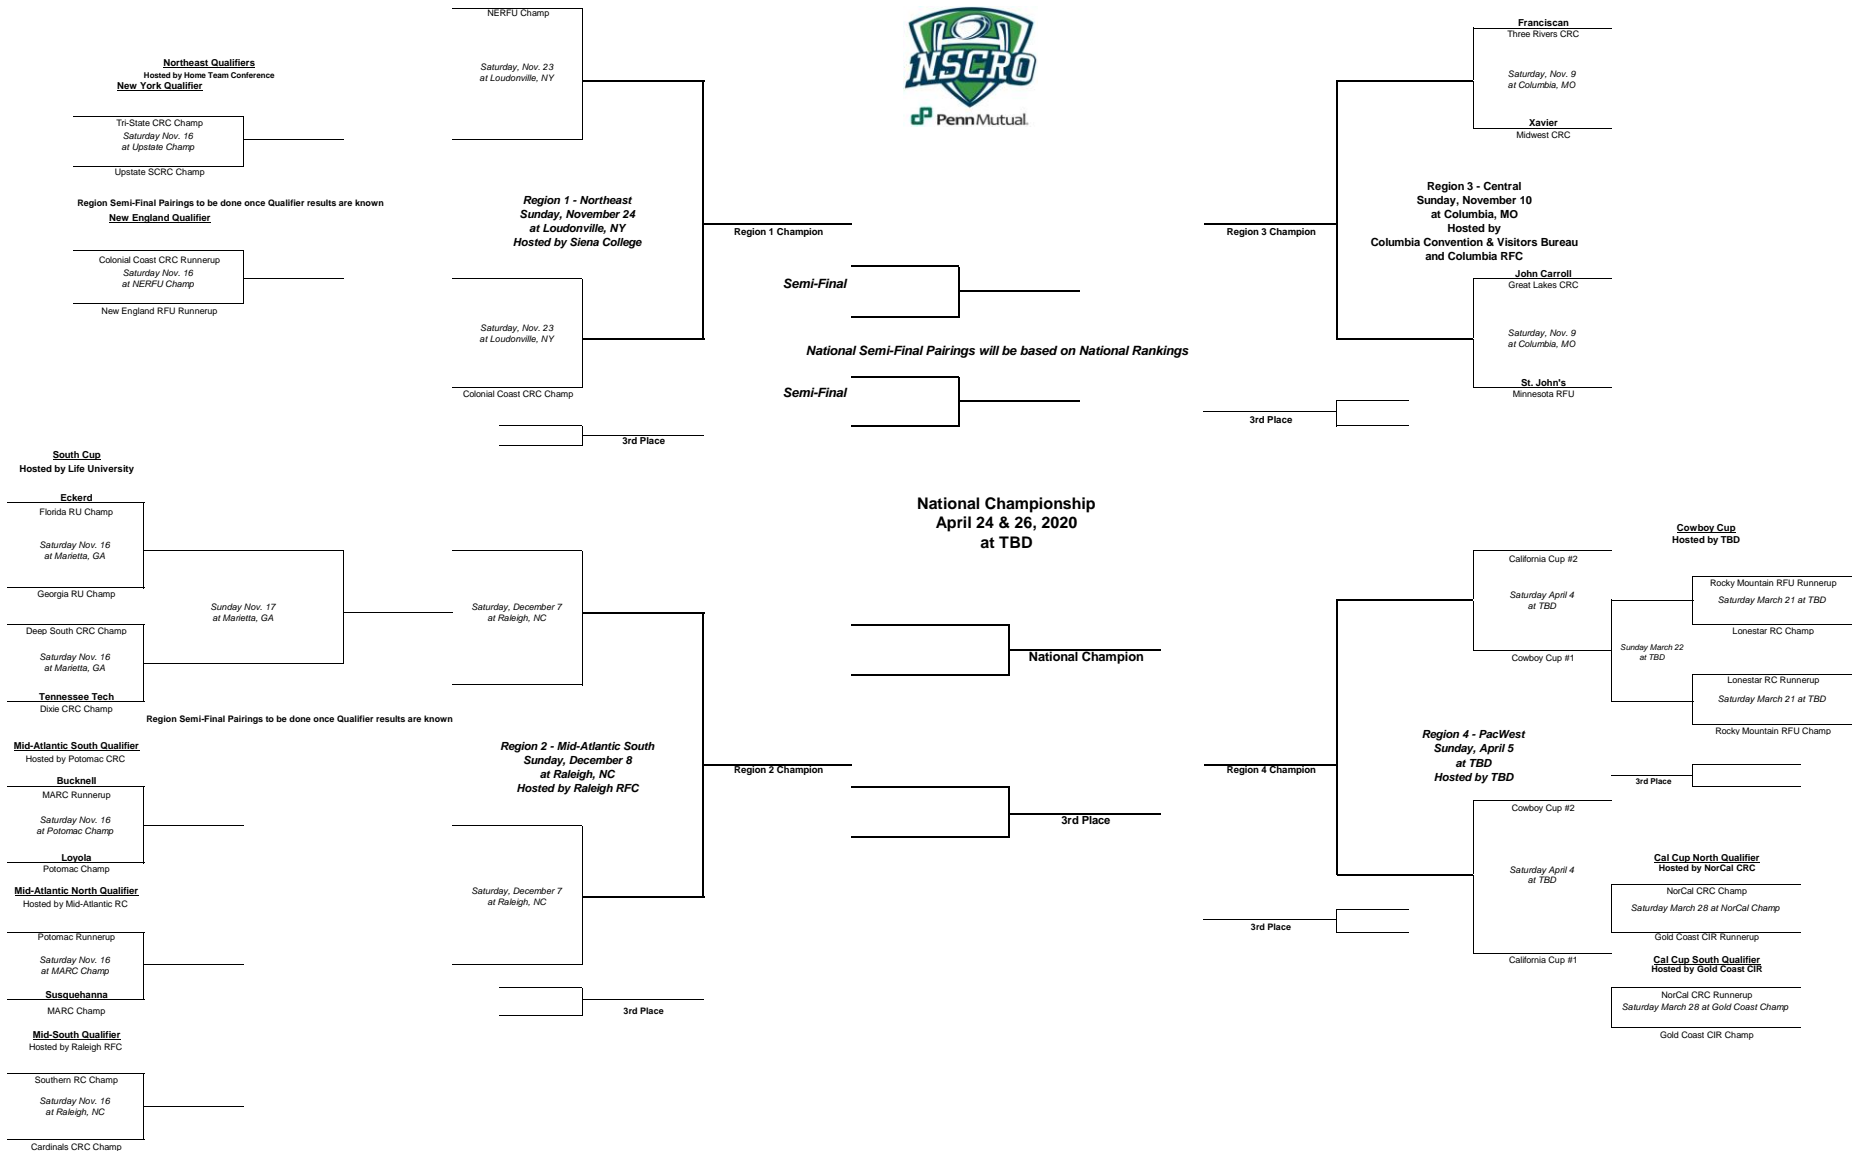 NERFU Champ
Saturday, Nov. 23
at Loudonville, NY
Northeast Qualifiers
Hosted by Home Team Conference
New York Qualifier
Tri-State CRC Champ
Saturday Nov. 16
at Upstate Champ
Upstate SCRC Champ
Region Semi-Final Pairings to be done once Qualifier results are known
New England Qualifier
Colonial Coast CRC Runnerup
Saturday Nov. 16
at NERFU Champ
New England RFU Runnerup
Region 1 - Northeast
Sunday, November 24
at Loudonville, NY
Hosted by Siena College
Region 1 Champion
Saturday, Nov. 23
at Loudonville, NY
Colonial Coast CRC Champ
3rd Place
NSCRO
PennMutual.
Semi-Final
National Semi-Final Pairings will be based on National Rankings
Semi-Final
Franciscan
Three Rivers CRC
Saturday, Nov. 9
at Columbia, MO
Xavier
Midwest CRC
Region 3 - Central
Sunday, November 10
at Columbia, MO
Hosted by
Columbia Convention & Visitors Bureau
and Columbia RFC
Region 3 Champion
John Carroll
Great Lakes CRC
Saturday, Nov. 9
at Columbia, MO
St. John's
Minnesota RFU
3rd Place
South Cup
Hosted by Life University
Eckerd
Florida RU Champ
Saturday Nov. 16
at Marietta, GA
Georgia RU Champ
Sunday Nov. 17
at Marietta, GA
Deep South CRC Champ
Saturday Nov. 16
at Marietta, GA
Tennessee Tech
Dixie CRC Champ
Saturday, December 7
at Raleigh, NC
Region Semi-Final Pairings to be done once Qualifier results are known
Mid-Atlantic South Qualifier
Hosted by Potomac CRC
Bucknell
MARC Runnerup
Saturday Nov. 16
at Potomac Champ
Loyola
Potomac Champ
Mid-Atlantic North Qualifier
Hosted by Mid-Atlantic RC
Potomac Runnerup
Saturday Nov. 16
at MARC Champ
Susquehanna
MARC Champ
Mid-South Qualifier
Hosted by Raleigh RFC
Southern RC Champ
Saturday Nov. 16
at Raleigh, NC
Cardinals CRC Champ
Region 2 - Mid-Atlantic South
Sunday, December 8
at Raleigh, NC
Hosted by Raleigh RFC
Region 2 Champion
Saturday, December 7
at Raleigh, NC
3rd Place
National Championship
April 24 & 26, 2020
at TBD
National Champion
3rd Place
California Cup #2
Saturday April 4
at TBD
Cowboy Cup #1
Cowboy Cup
Hosted by TBD
Rocky Mountain RFU Runnerup
Saturday March 21 at TBD
Lonestar RC Champ
Sunday March 22
at TBD
Lonestar RC Runnerup
Saturday March 21 at TBD
Rocky Mountain RFU Champ
3rd Place
Region 4 - PacWest
Sunday, April 5
at TBD
Hosted by TBD
Region 4 Champion
Cowboy Cup #2
Saturday April 4
at TBD
California Cup #1
3rd Place
Cal Cup North Qualifier
Hosted by NorCal CRC
NorCal CRC Champ
Saturday March 28 at NorCal Champ
Gold Coast CIR Runnerup
Cal Cup South Qualifier
Hosted by Gold Coast CIR
NorCal CRC Runnerup
Saturday March 28 at Gold Coast Champ
Gold Coast CIR Champ